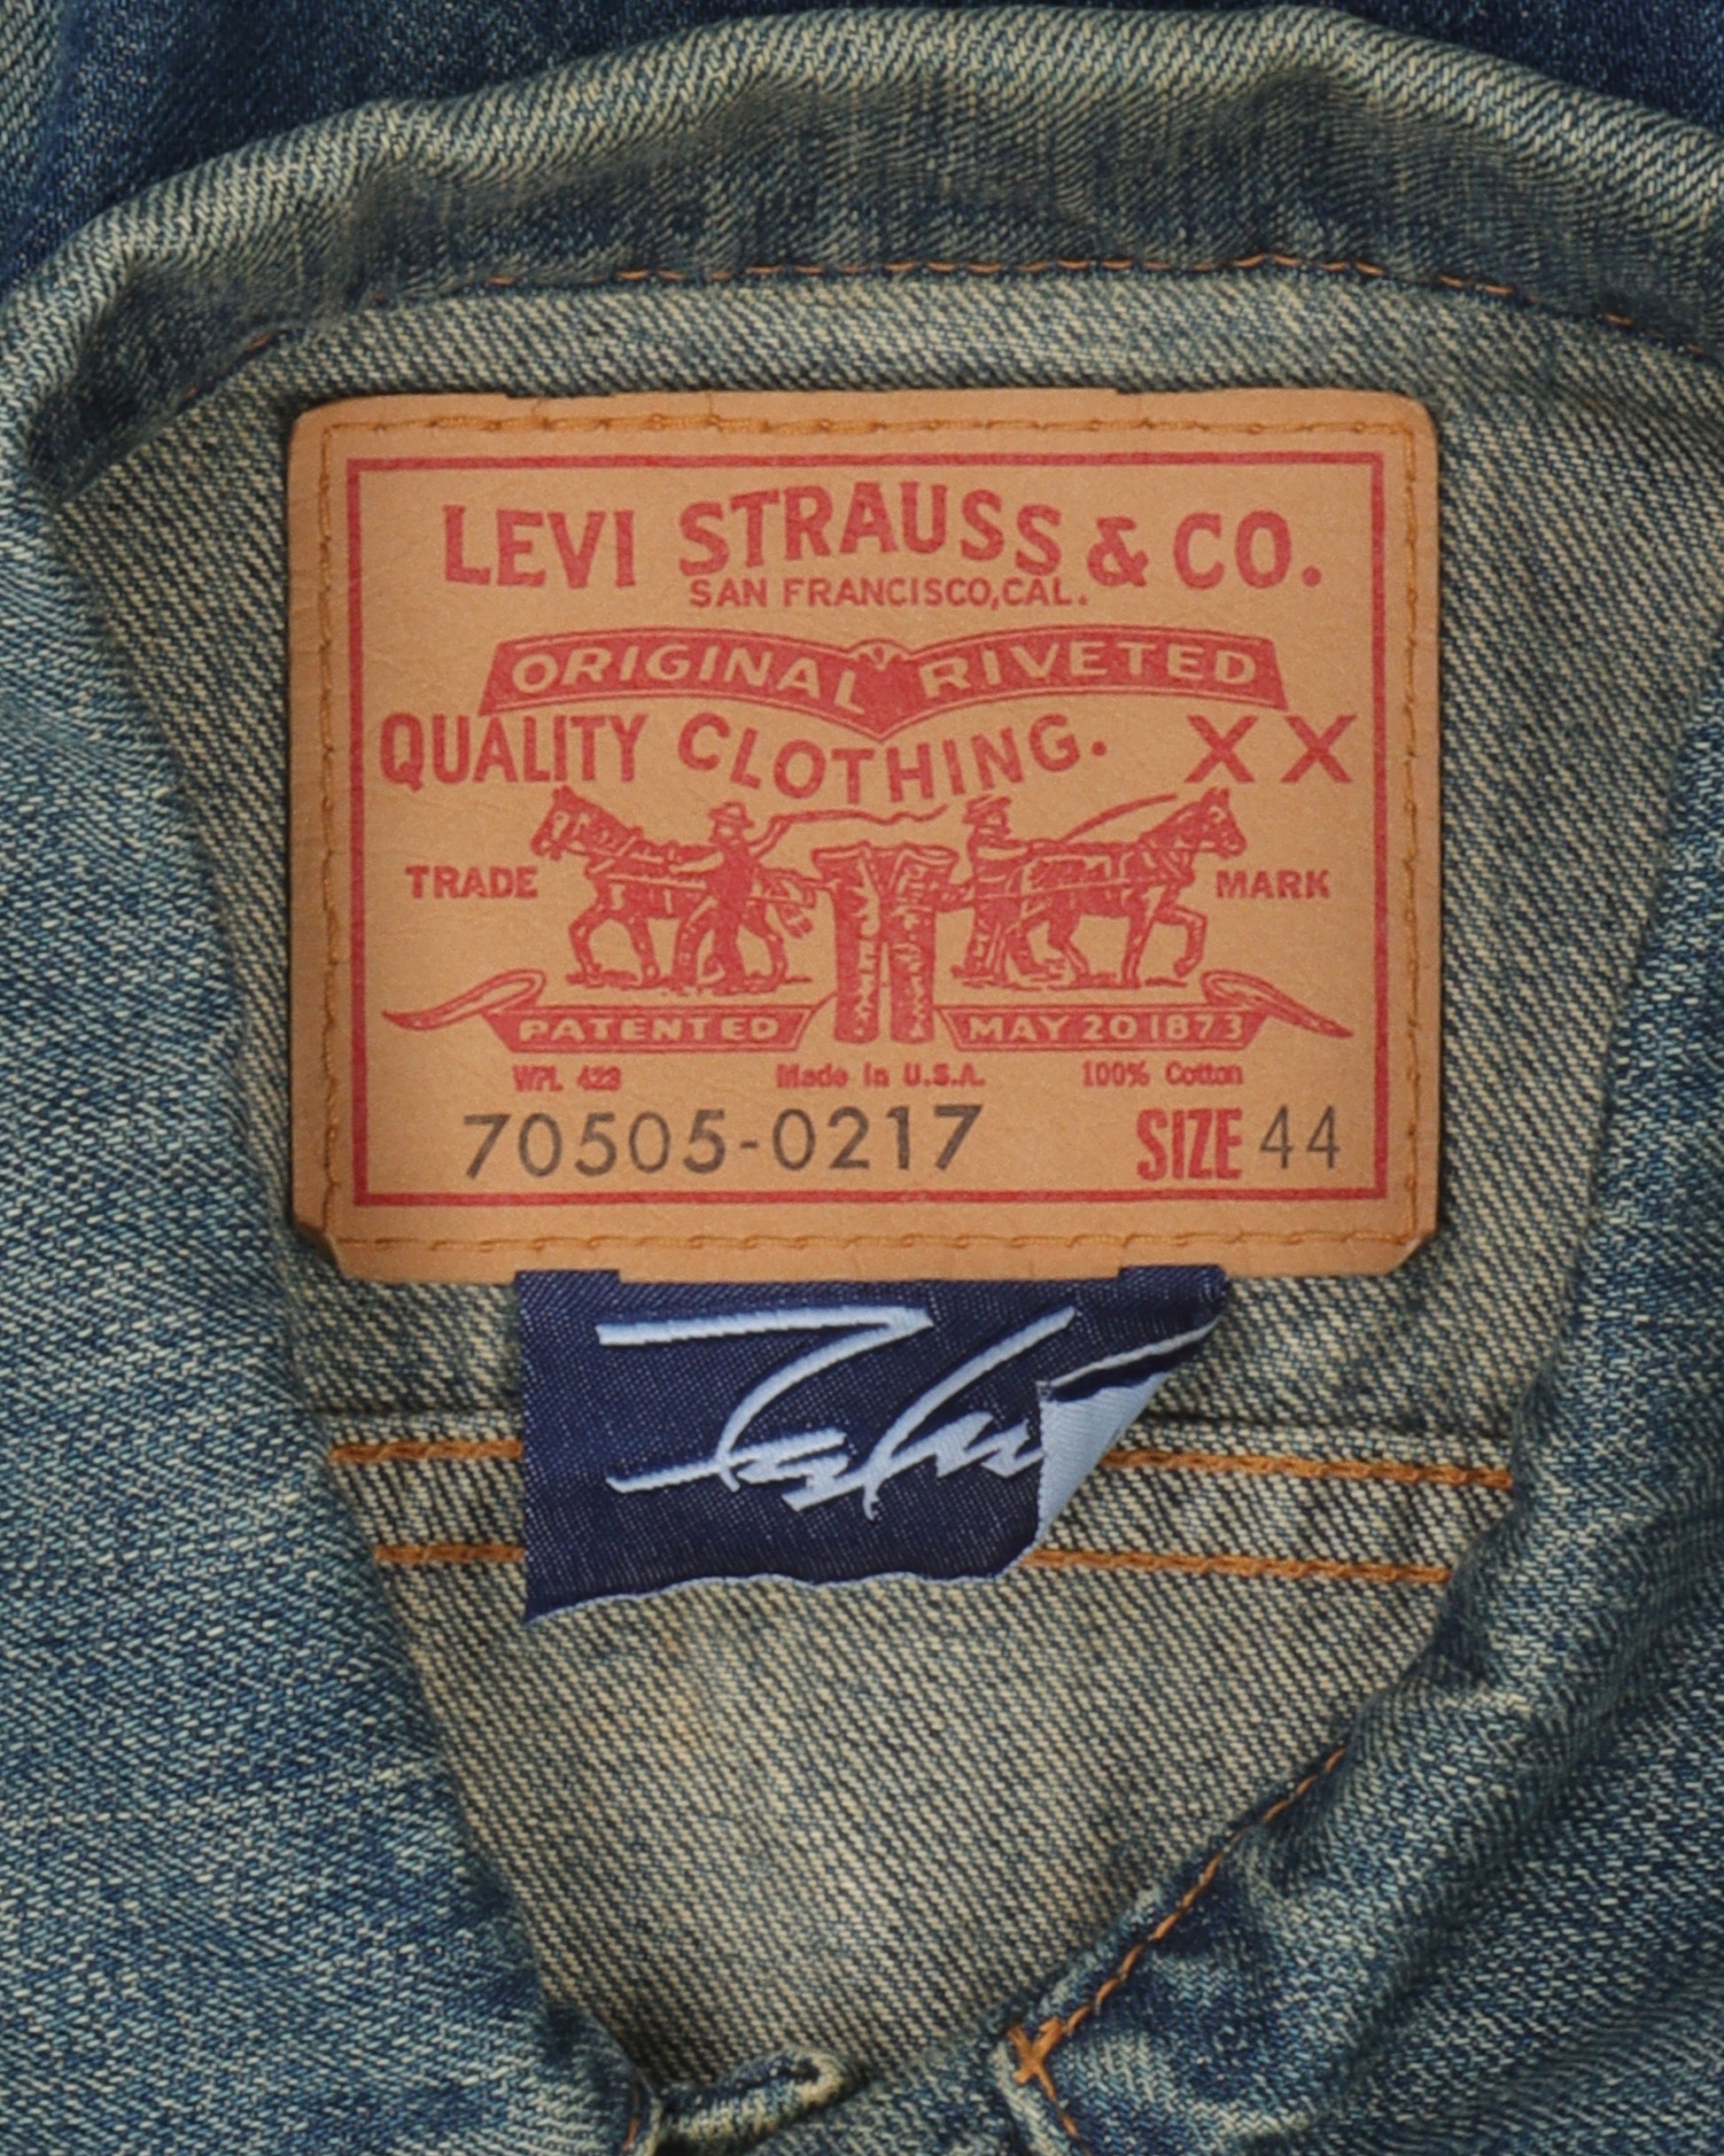 LEVI STRAUSS & CO.
SAN FRANCISCO, CAL.
ORIGINAL RIVETED
QUALITY CLOTHING. XX
TRADE MARK
PATENTED MAY 20 1873
WPL 423 Made in U.S.A. 100% Cotton
70505-0217 SIZE 44